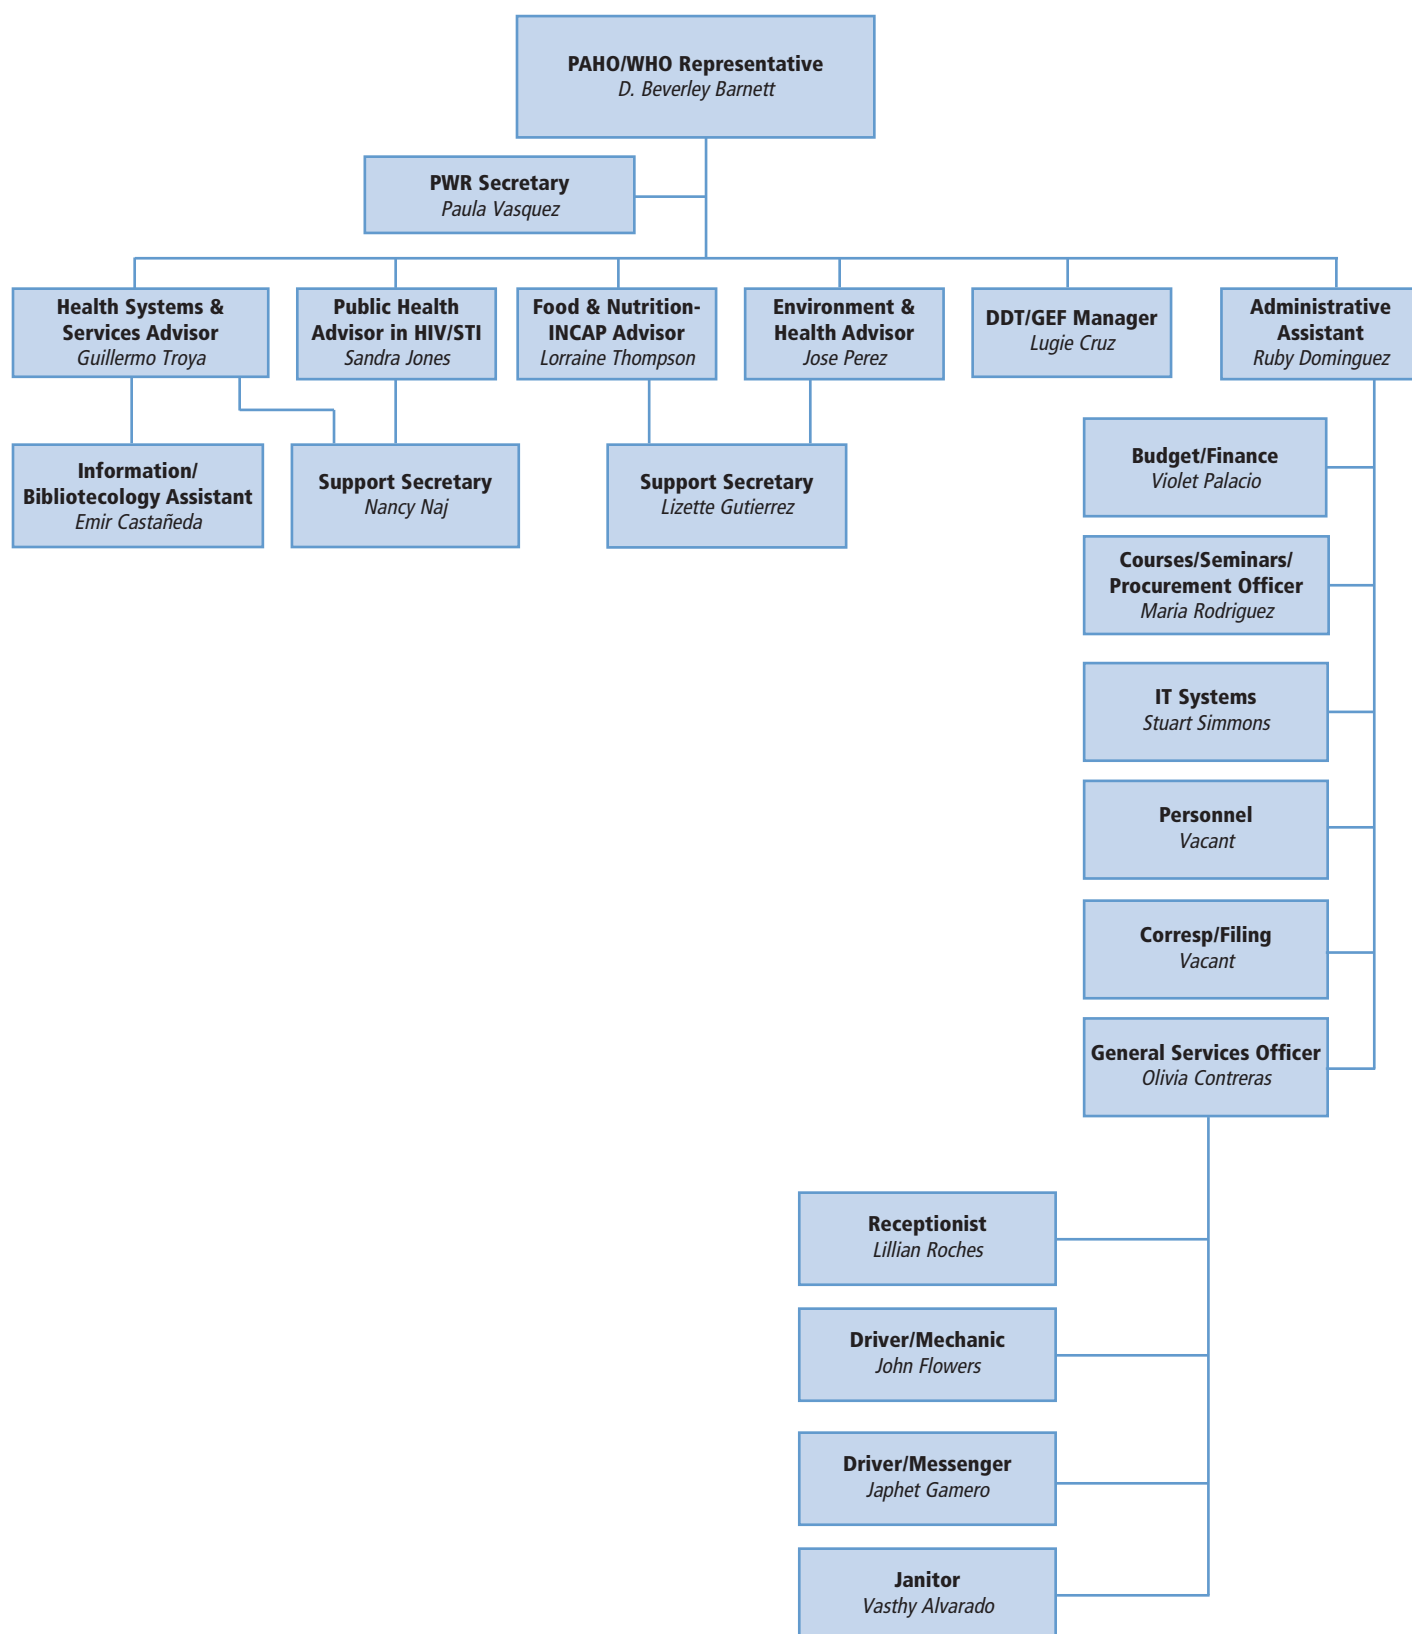 PAHO/WHO Representative
D. Beverley Barnett
PWR Secretary
Paula Vasquez
Health Systems &
Services Advisor
Guillermo Troya
Public Health
Advisor in HIV/STI
Sandra Jones
Food & Nutrition-
INCAP Advisor
Lorraine Thompson
Environment &
Health Advisor
Jose Perez
DDT/GEF Manager
Lugie Cruz
Administrative
Assistant
Ruby Dominguez
Information/
Bibliotecology Assistant
Emir Castañeda
Support Secretary
Nancy Naj
Support Secretary
Lizette Gutierrez
Budget/Finance
Violet Palacio
Courses/Seminars/
Procurement Officer
Maria Rodriguez
IT Systems
Stuart Simmons
Personnel
Vacant
Corresp/Filing
Vacant
General Services Officer
Olivia Contreras
Receptionist
Lillian Roches
Driver/Mechanic
John Flowers
Driver/Messenger
Japhet Gamero
Janitor
Vasthy Alvarado